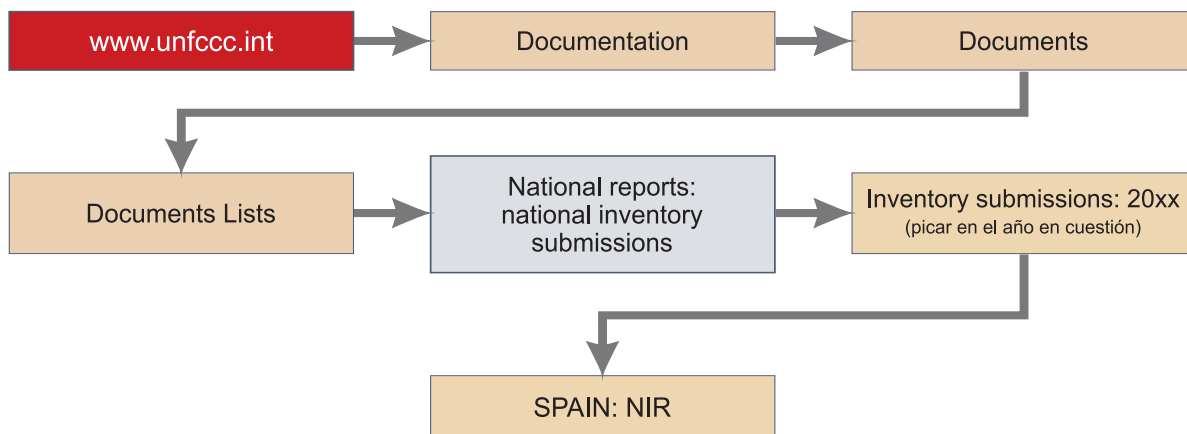 www.unfccc.int
Documentation
Documents
Documents Lists
National reports:
national inventory
submissions
Inventory submissions: 20xx
(picar en el año en cuestión)
SPAIN: NIR